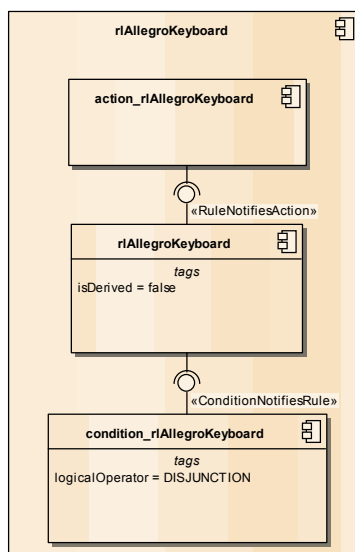 rlAllegroKeyboard
action_rlAllegroKeyboard
«RuleNotifiesAction»
rlAllegroKeyboard
tags
isDerived = false
«ConditionNotifiesRule»
condition_rlAllegroKeyboard
tags
logicalOperator = DISJUNCTION